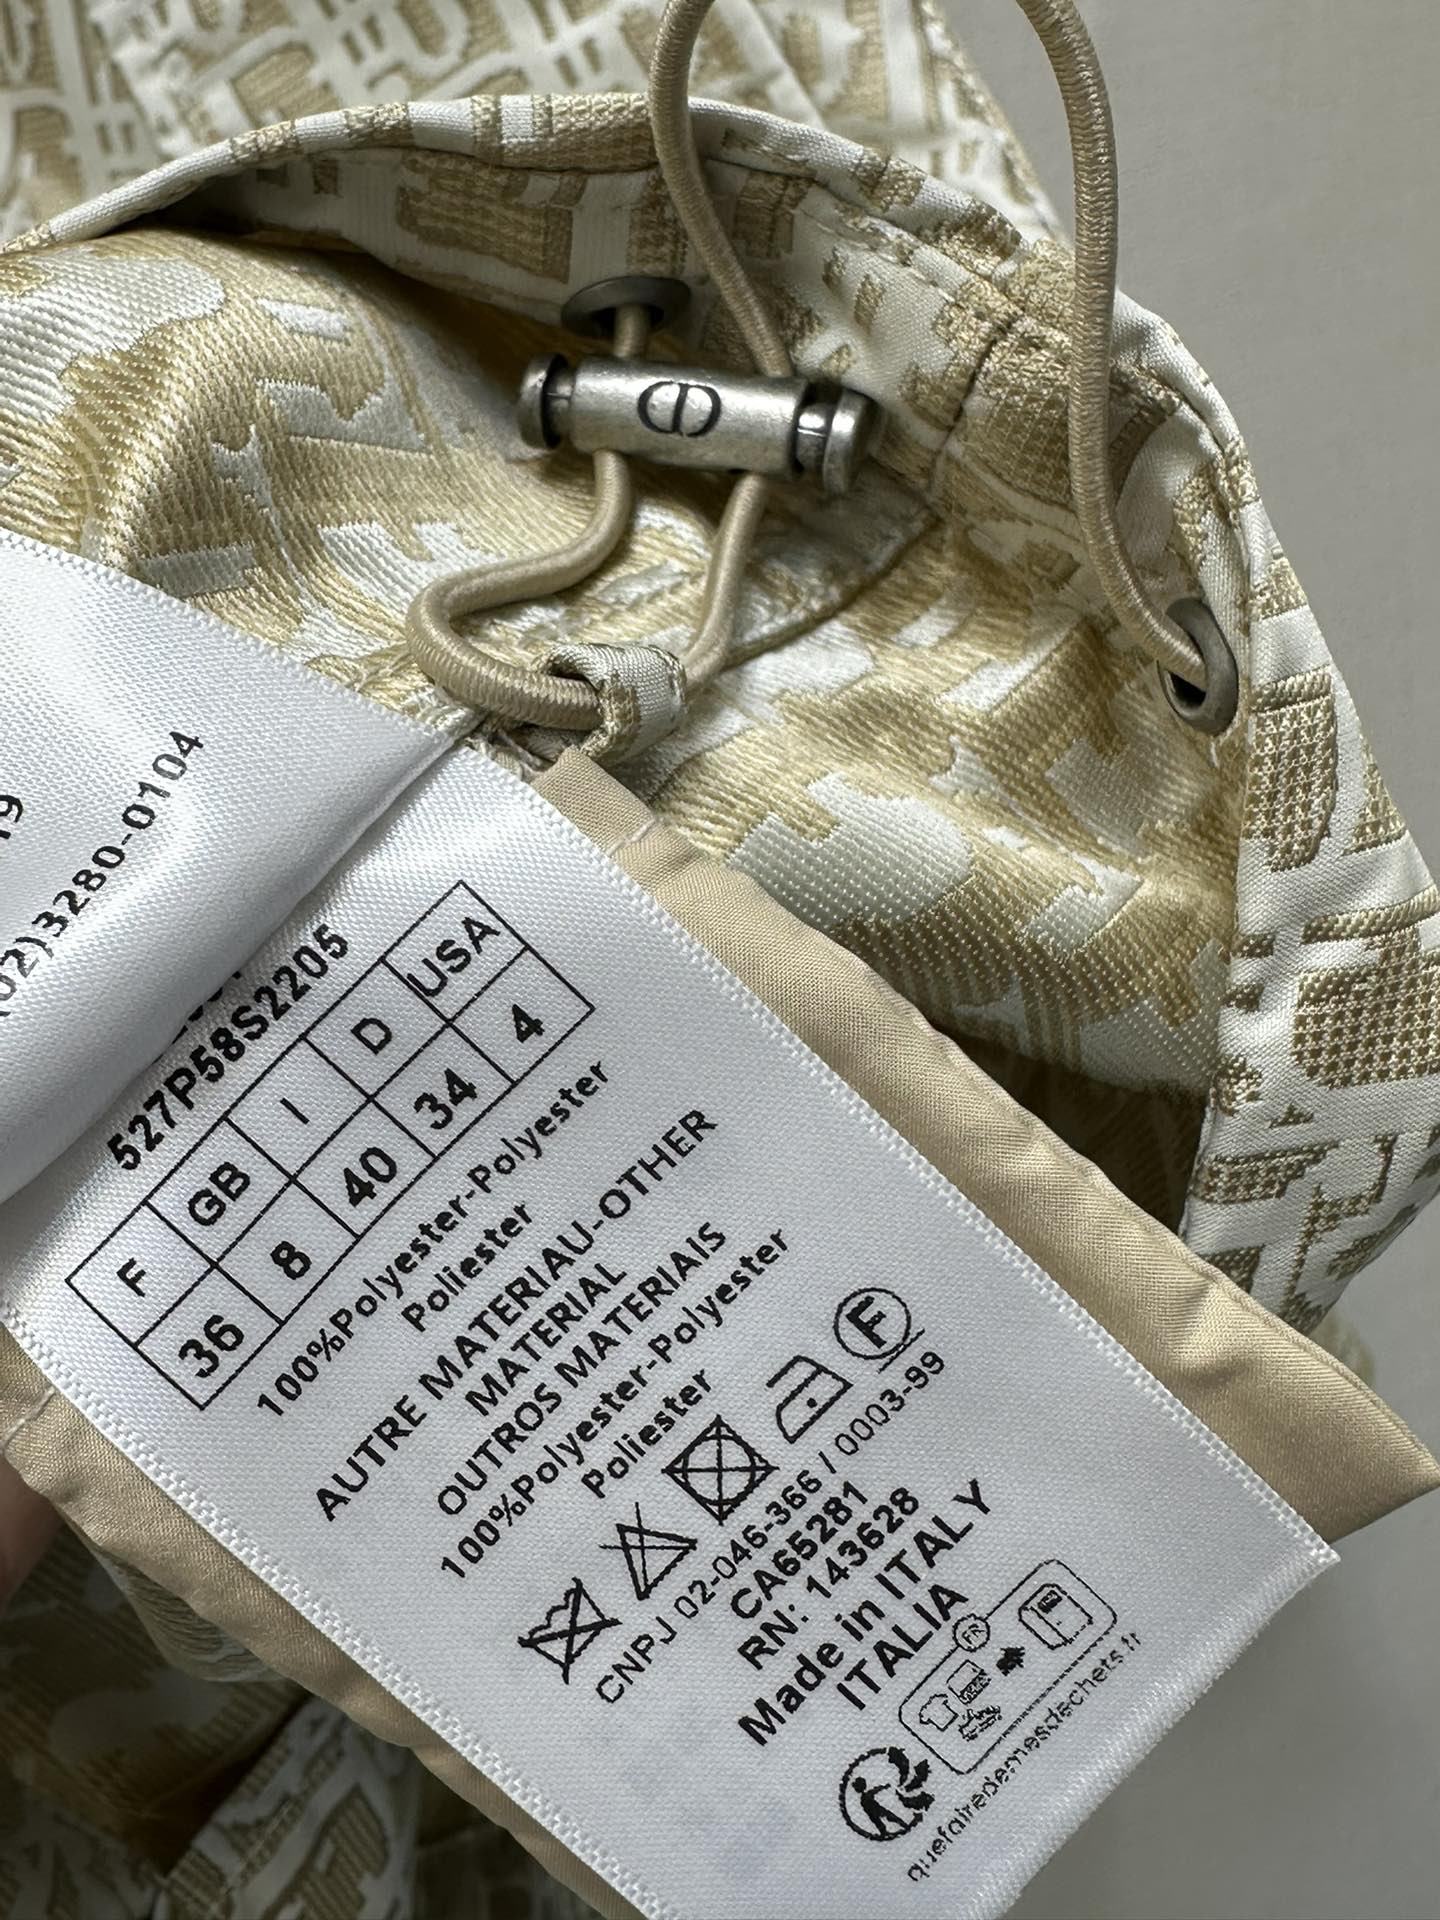 (02)3280-0104
527P58S2205
F GB I D USA
36 8 40 34 4
100%Polyester-Polyester
Poliester
AUTRE MATERIAU-OTHER
MATERIAL
OUTROS MATERIAIS
100%Polyester-Polyester
Poliester
F
CNPJ 02-046-366 / 0003-99
CA65281
RN: 143628
Made in ITALY
ITALIA
FR
quefairedemesdechets.fr